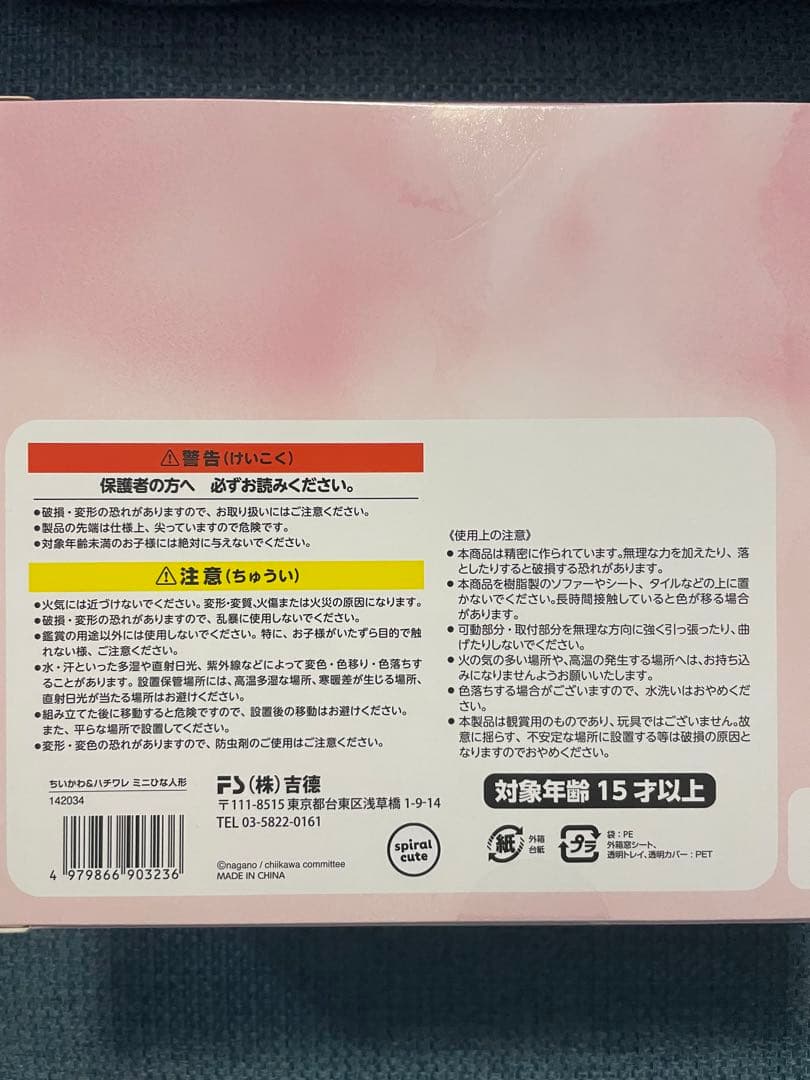 ⚠警告(けいこく)
保護者の方へ 必ずお読みください。
●破損・変形の恐れがありますので、お取り扱いにはご注意ください。
●製品の先端は仕様上、尖っていますので危険です。
●対象年齢未満のお子様には絶対に与えないでください。
⚠注意(ちゅうい)
●火気には近づけないでください。変形・変質、火傷または火災の原因になります。
●破損・変形の恐れがありますので、乱暴に使用しないでください。
●鑑賞の用途以外には使用しないでください。特に、お子様がいたずら目的で触
れない様、ご注意ください。
●水・汗といった多湿や直射日光、紫外線などによって変色・色移り・色落ちす
ることがあります。設置保管場所には、高温多湿な場所、寒暖差が生じる場所、
直射日光が当たる場所はお避けください。
●組み立てた後に移動すると危険ですので、設置後の移動はお避けください。
また、平らな場所で設置してください。
●変形・変色の恐れがありますので、防虫剤のご使用はご注意ください。
《使用上の注意》
●本商品は精密に作られています。無理な力を加えたり、落
としたりすると破損する恐れがあります。
●本商品を樹脂製のソファーやシート、タイルなどの上に置
かないでください。長時間接触していると色が移る場合
があります。
●可動部分・取付部分を無理な方向に強く引っ張ったり、曲
げたりしないでください。
●火の気の多い場所や、高温の発生する場所へは、お持ち込
みになりませんようお願いいたします。
●色落ちする場合がございますので、水洗いはおやめくだ
さい。
●本製品は観賞用のものであり、玩具ではございません。故
意に揺らす、不安定な場所に設置する等は破損の原因と
なりますのでおやめください。
ちいかわ&ハチワレ ミニひな人形
142034
4 979866 903236
(株)吉德
〒111-8515 東京都台東区浅草橋 1-9-14
TEL 03-5822-0161
©nagano / chiikawa committee
MADE IN CHINA
spiral
cute
対象年齢 15 才以上
紙
外箱
台紙
プラ
袋:PE
外箱窓シート、
透明トレイ、透明カバー:PET